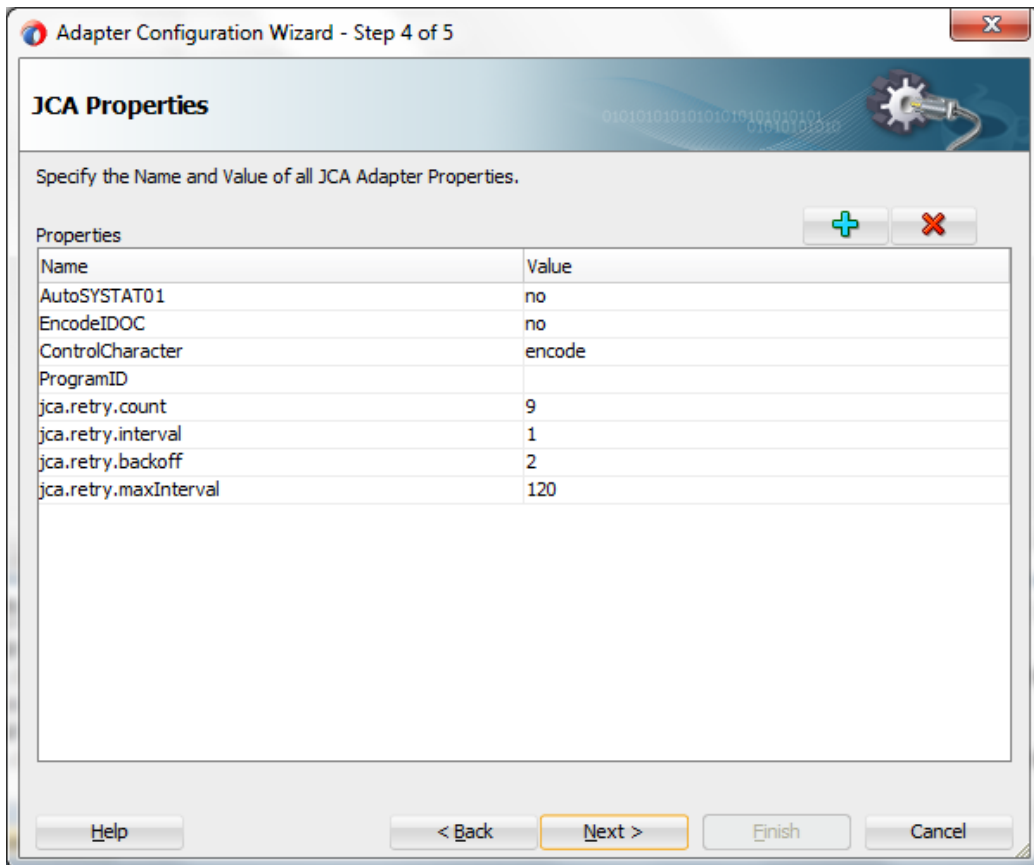 Adapter Configuration Wizard - Step 4 of 5
JCA Properties
Specify the Name and Value of all JCA Adapter Properties.
Properties
Name Value
AutoSYSTAT01 no
EncodeIDOC no
ControlCharacter encode
ProgramID
jca.retry.count 9
jca.retry.interval 1
jca.retry.backoff 2
jca.retry.maxInterval 120
Help < Back Next > Finish Cancel